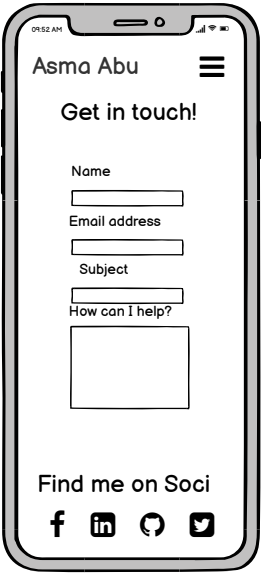 09:52 AM
Asma Abu
Get in touch!
Name
Email address
Subject
How can I help?
Find me on Soci